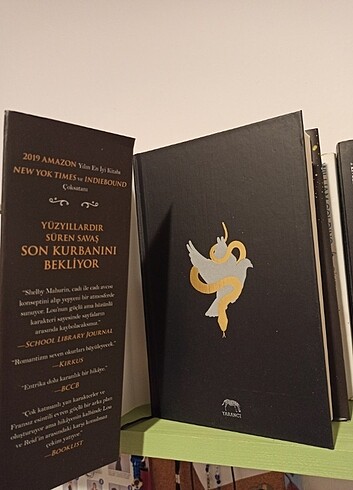 2019 AMAZON Yılın En İyi Kitabı
NEW YORK TIMES ve INDIEBOUND
Çoksatanı
YÜZYILLARDIR
SÜREN SAVAŞ
SON KURBANINI
BEKLİYOR
"Shelby Mahurin, cadı ile cadı avcısı
konseptini alıp yepyeni bir atmosferde
sunuyor. Lou'nun güçlü ama hüzünlü
karakteri sayesinde sayfaların
arasında kaybolacaksınız."
—SCHOOL LIBRARY JOURNAL
"Romantizm seven okurları büyüleyecek."
—KIRKUS
"Entrika dolu karanlık bir hikâye."
—BCCB
"Çok katmanlı yan karakterler ve
Fransız esintili evren güçlü bir arka plan
oluşturuyor ama hikâyenin kalbinde Lou
ve Reid'in arasındaki karşı konulmaz
çekim yatıyor."
—BOOKLIST
YABANCI